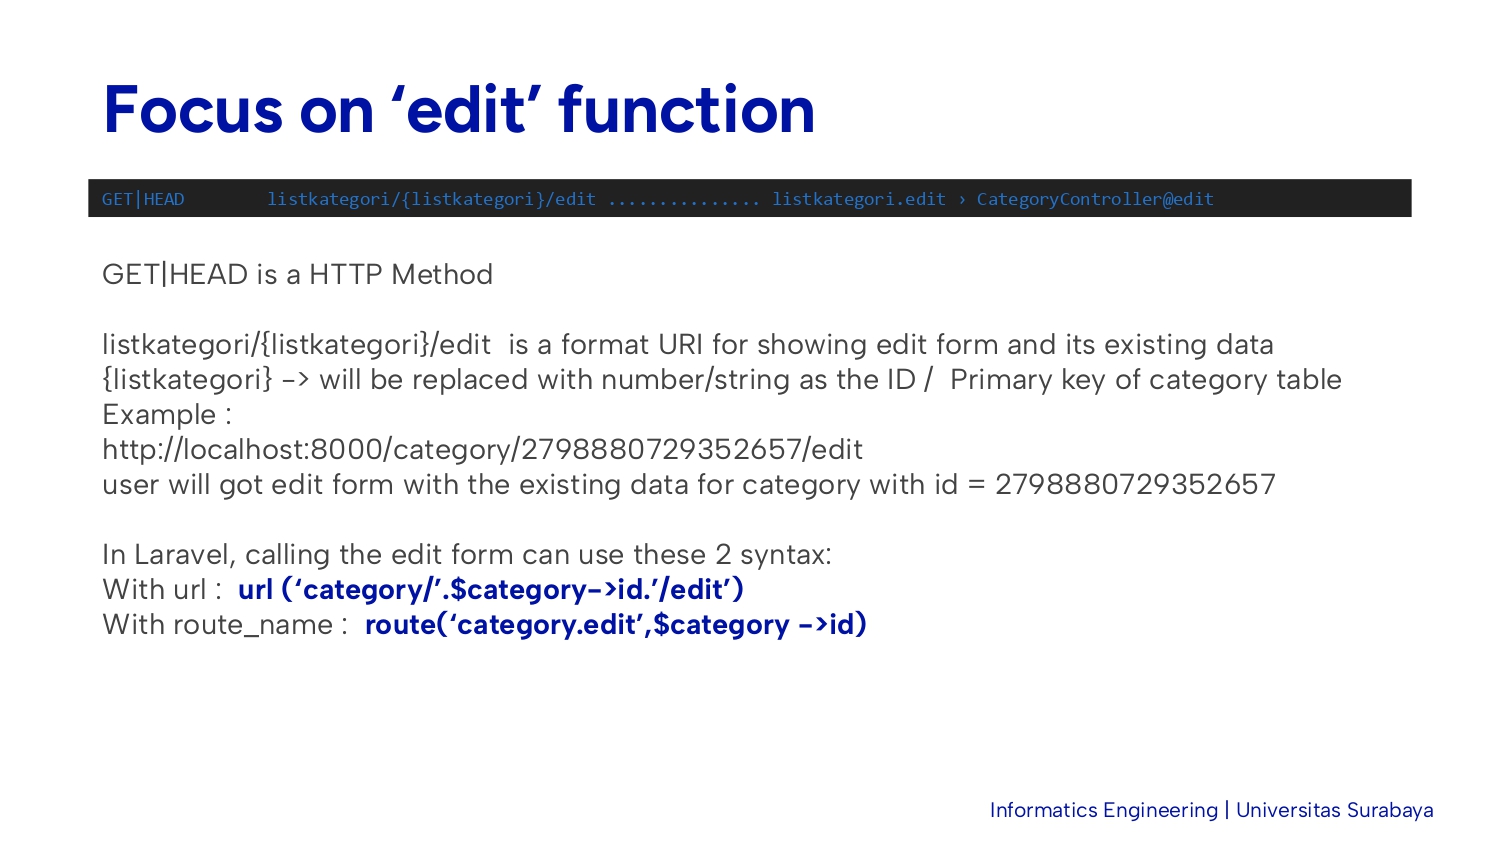 Focus on ‘edit’ function
GET|HEAD listkategori/{listkategori}/edit ............... listkategori.edit › CategoryController@edit
GET|HEAD is a HTTP Method
listkategori/{listkategori}/edit is a format URI for showing edit form and its existing data
{listkategori} –> will be replaced with number/string as the ID / Primary key of category table
Example :
http://localhost:8000/category/2798880729352657/edit
user will got edit form with the existing data for category with id = 2798880729352657
In Laravel, calling the edit form can use these 2 syntax:
With url : url (‘category/’.$category–>id.’/edit’)
With route_name : route(‘category.edit’,$category –>id)
Informatics Engineering | Universitas Surabaya